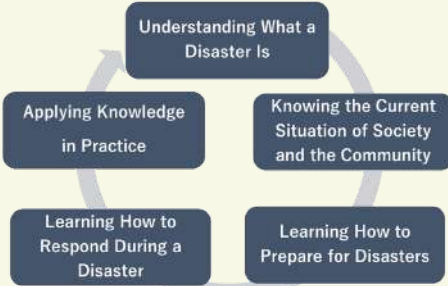 Understanding What a
Disaster Is
Knowing the Current
Situation of Society
and the Community
Learning How to
Prepare for Disasters
Learning How to
Respond During a
Disaster
Applying Knowledge
in Practice